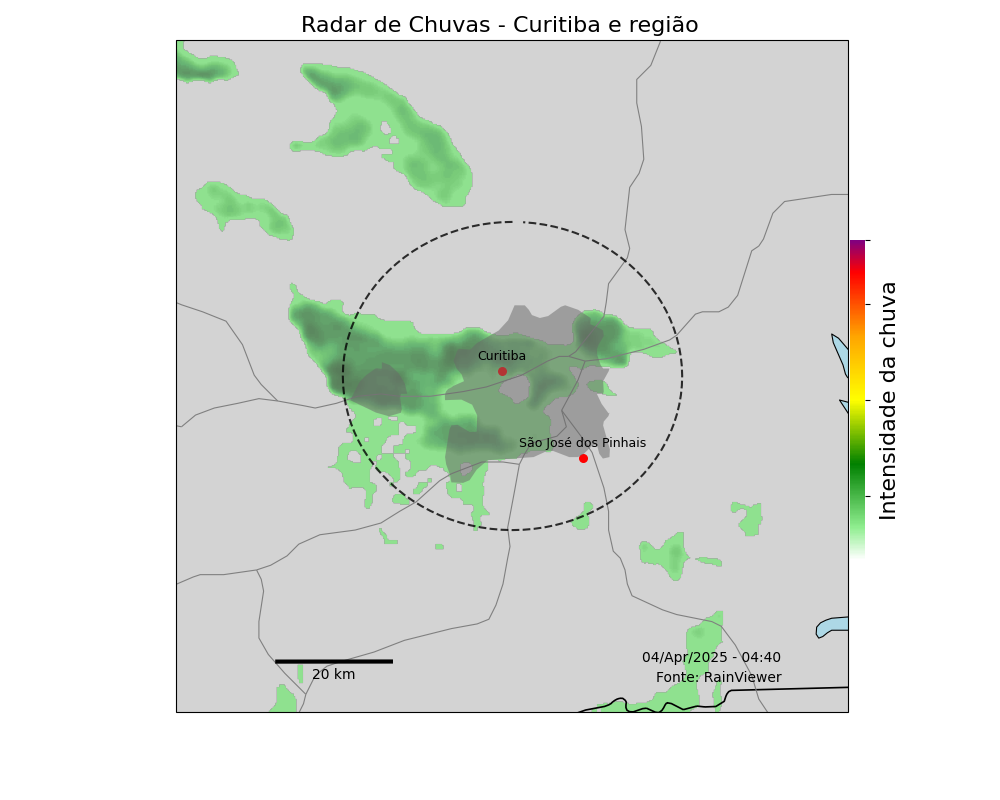 Radar de Chuvas - Curitiba e região
Curitiba
São José dos Pinhais
Intensidade da chuva
20 km
04/Apr/2025 - 04:40
Fonte: RainViewer